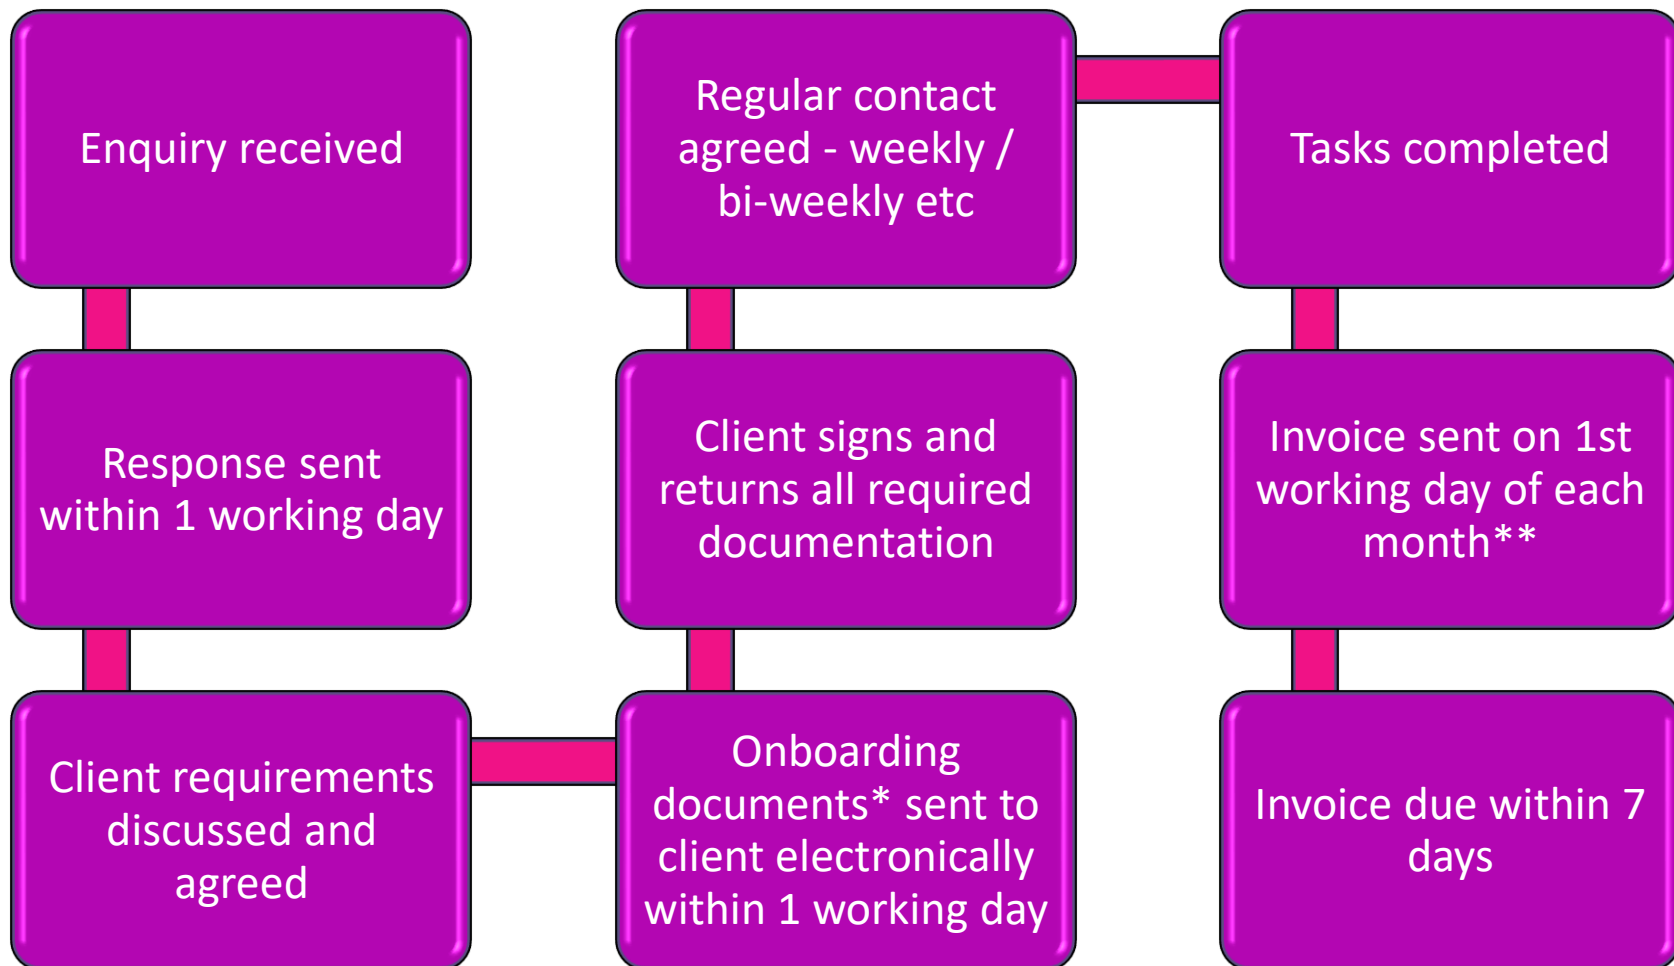 Enquiry received
Response sent
within 1 working day
Client requirements
discussed and
agreed
Onboarding
documents* sent to
client electronically
within 1 working day
Client signs and
returns all required
documentation
Regular contact
agreed - weekly /
bi-weekly etc
Tasks completed
Invoice sent on 1st
working day of each
month**
Invoice due within 7
days